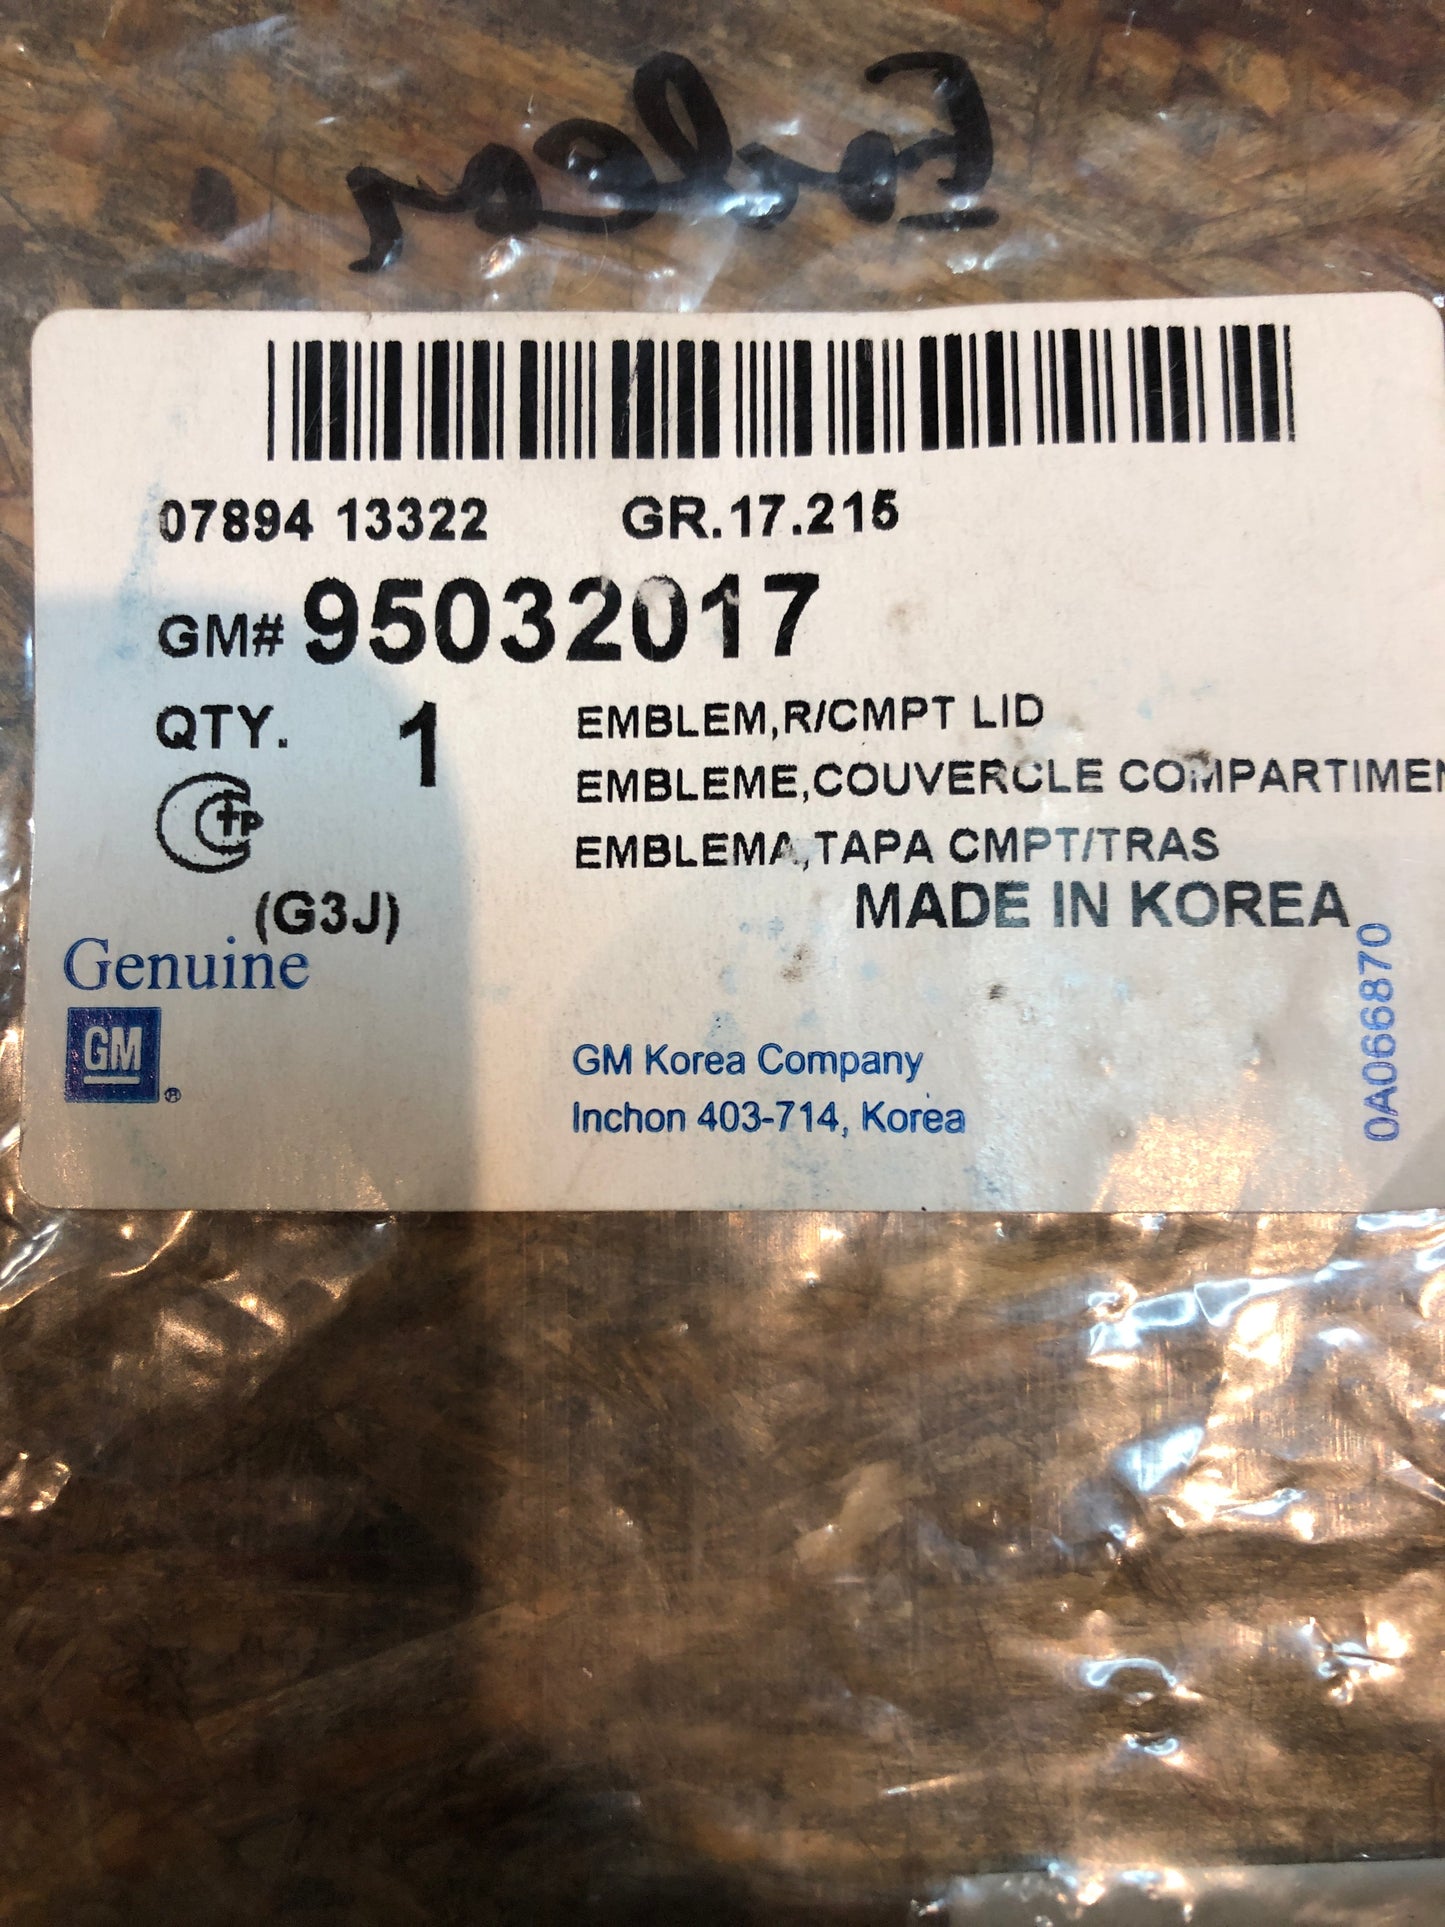 07894 13322 GR.17.215
GM# 95032017
QTY. 1 EMBLEM,R/CMPT LID
EMBLEME,COUVERCLE COMPARTIMEN
EMBLEMA,TAPA CMPT/TRAS
(G3J) MADE IN KOREA
Genuine
GM
GM Korea Company
Inchon 403-714, Korea
0A066870